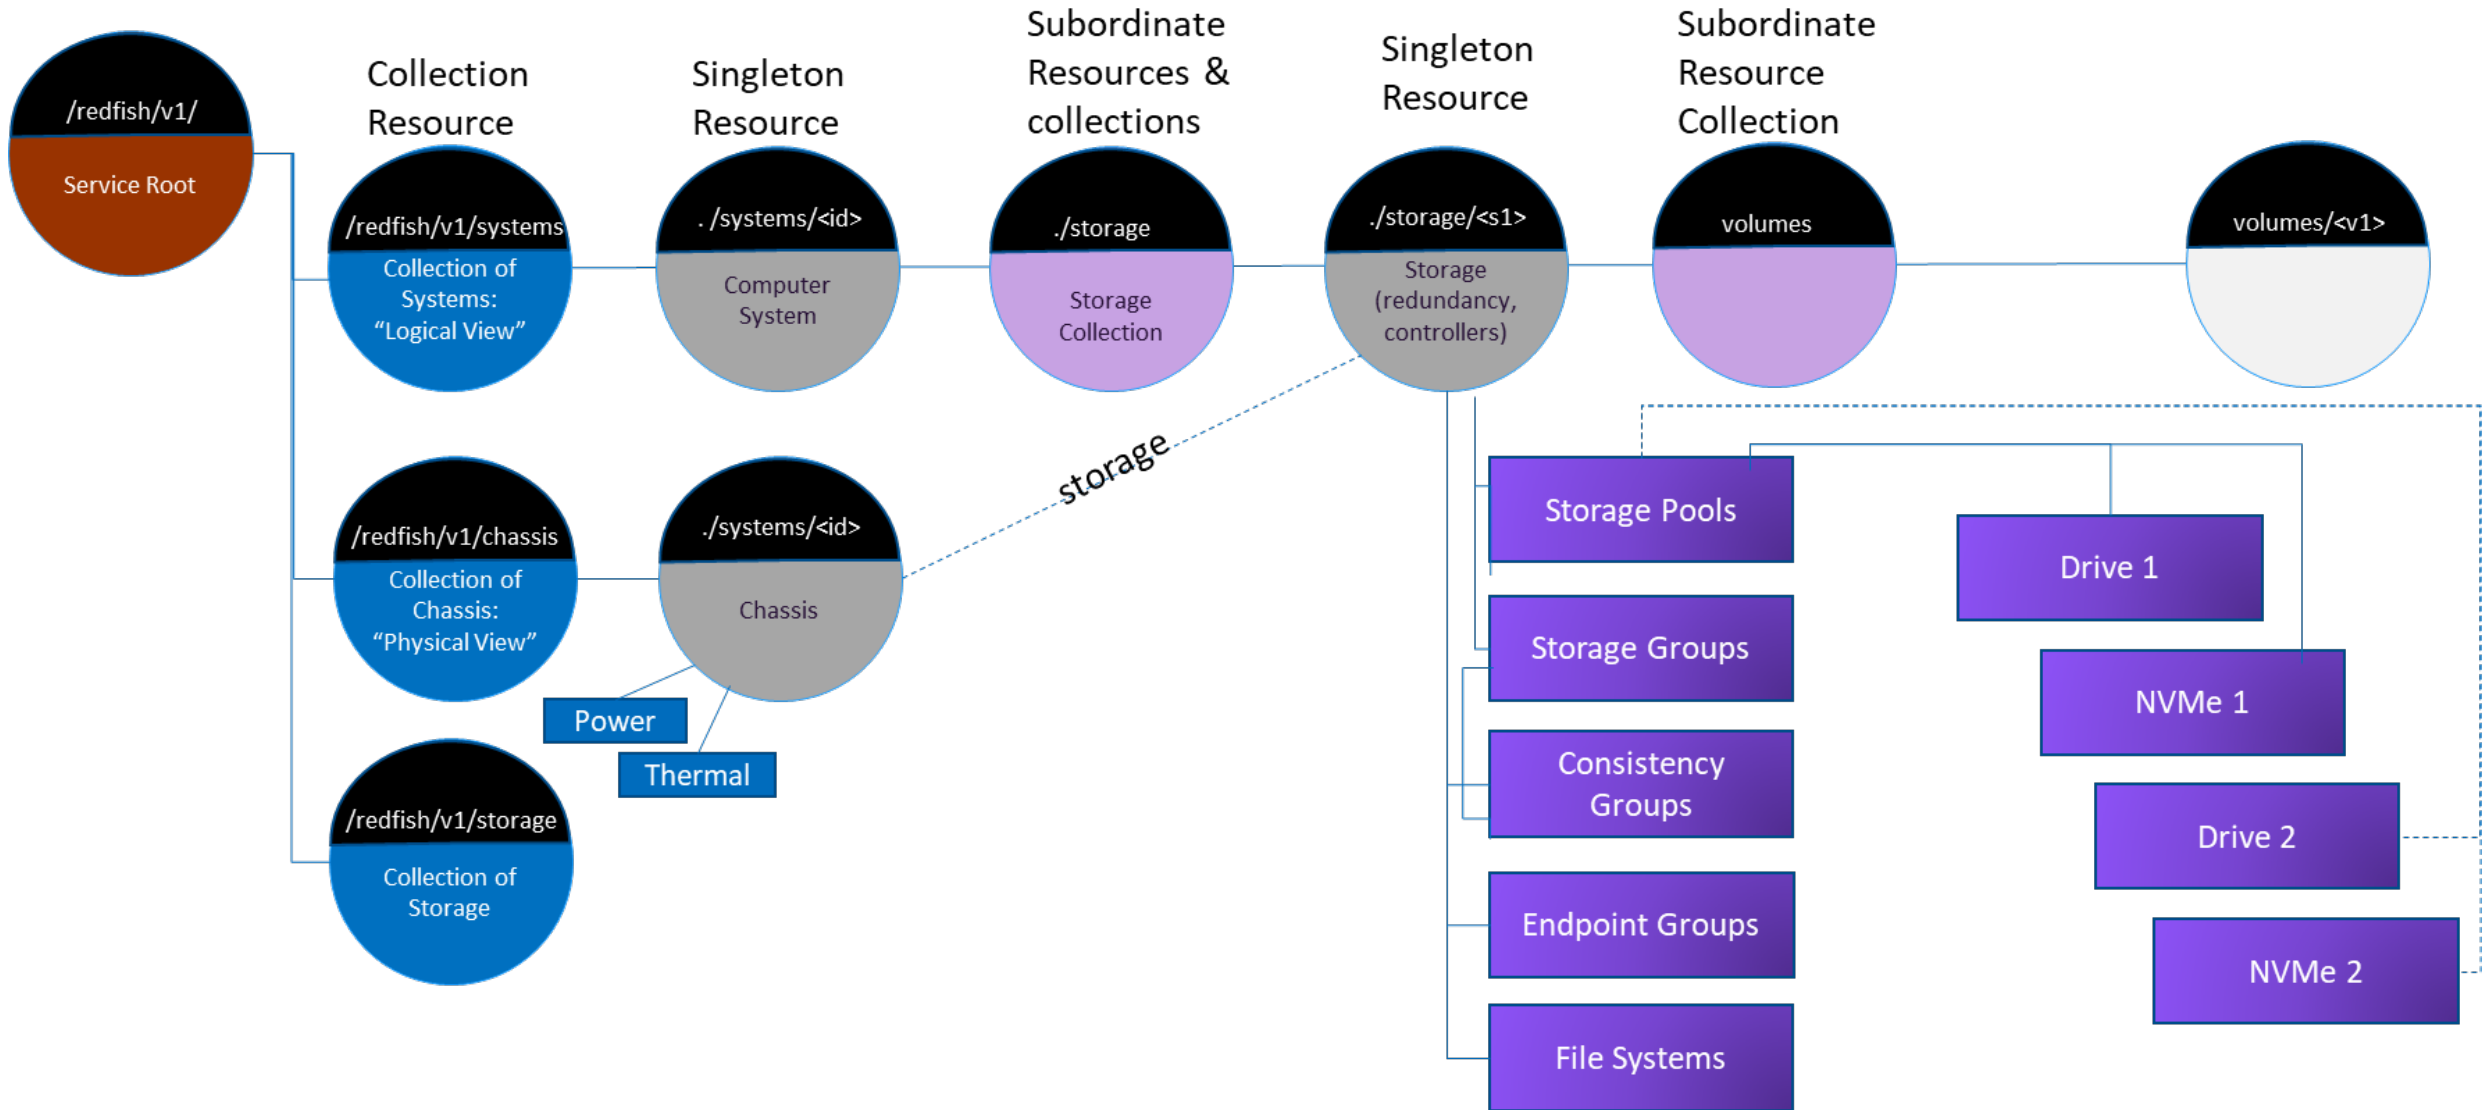 /redfish/v1/
Service Root
Collection
Resource
Singleton
Resource
Subordinate
Resources &
collections
Singleton
Resource
Subordinate
Resource
Collection
/redfish/v1/systems
Collection of
Systems:
“Logical View”
. /systems/<id>
Computer
System
./storage
Storage
Collection
./storage/<s1>
Storage
(redundancy,
controllers)
volumes
volumes/<v1>
/redfish/v1/chassis
Collection of
Chassis:
“Physical View”
./systems/<id>
Chassis
storage
Power
Thermal
/redfish/v1/storage
Collection of
Storage
Storage Pools
Storage Groups
Consistency
Groups
Endpoint Groups
File Systems
Drive 1
NVMe 1
Drive 2
NVMe 2